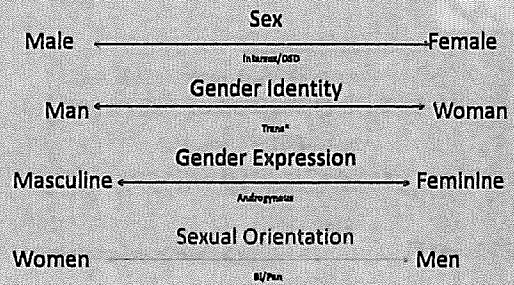 Sex
Male Female
Intersex/DSD
Gender Identity
Man Woman
Trans*
Gender Expression
Masculine Feminine
Androgynous
Sexual Orientation
Women Men
Bi/Pan